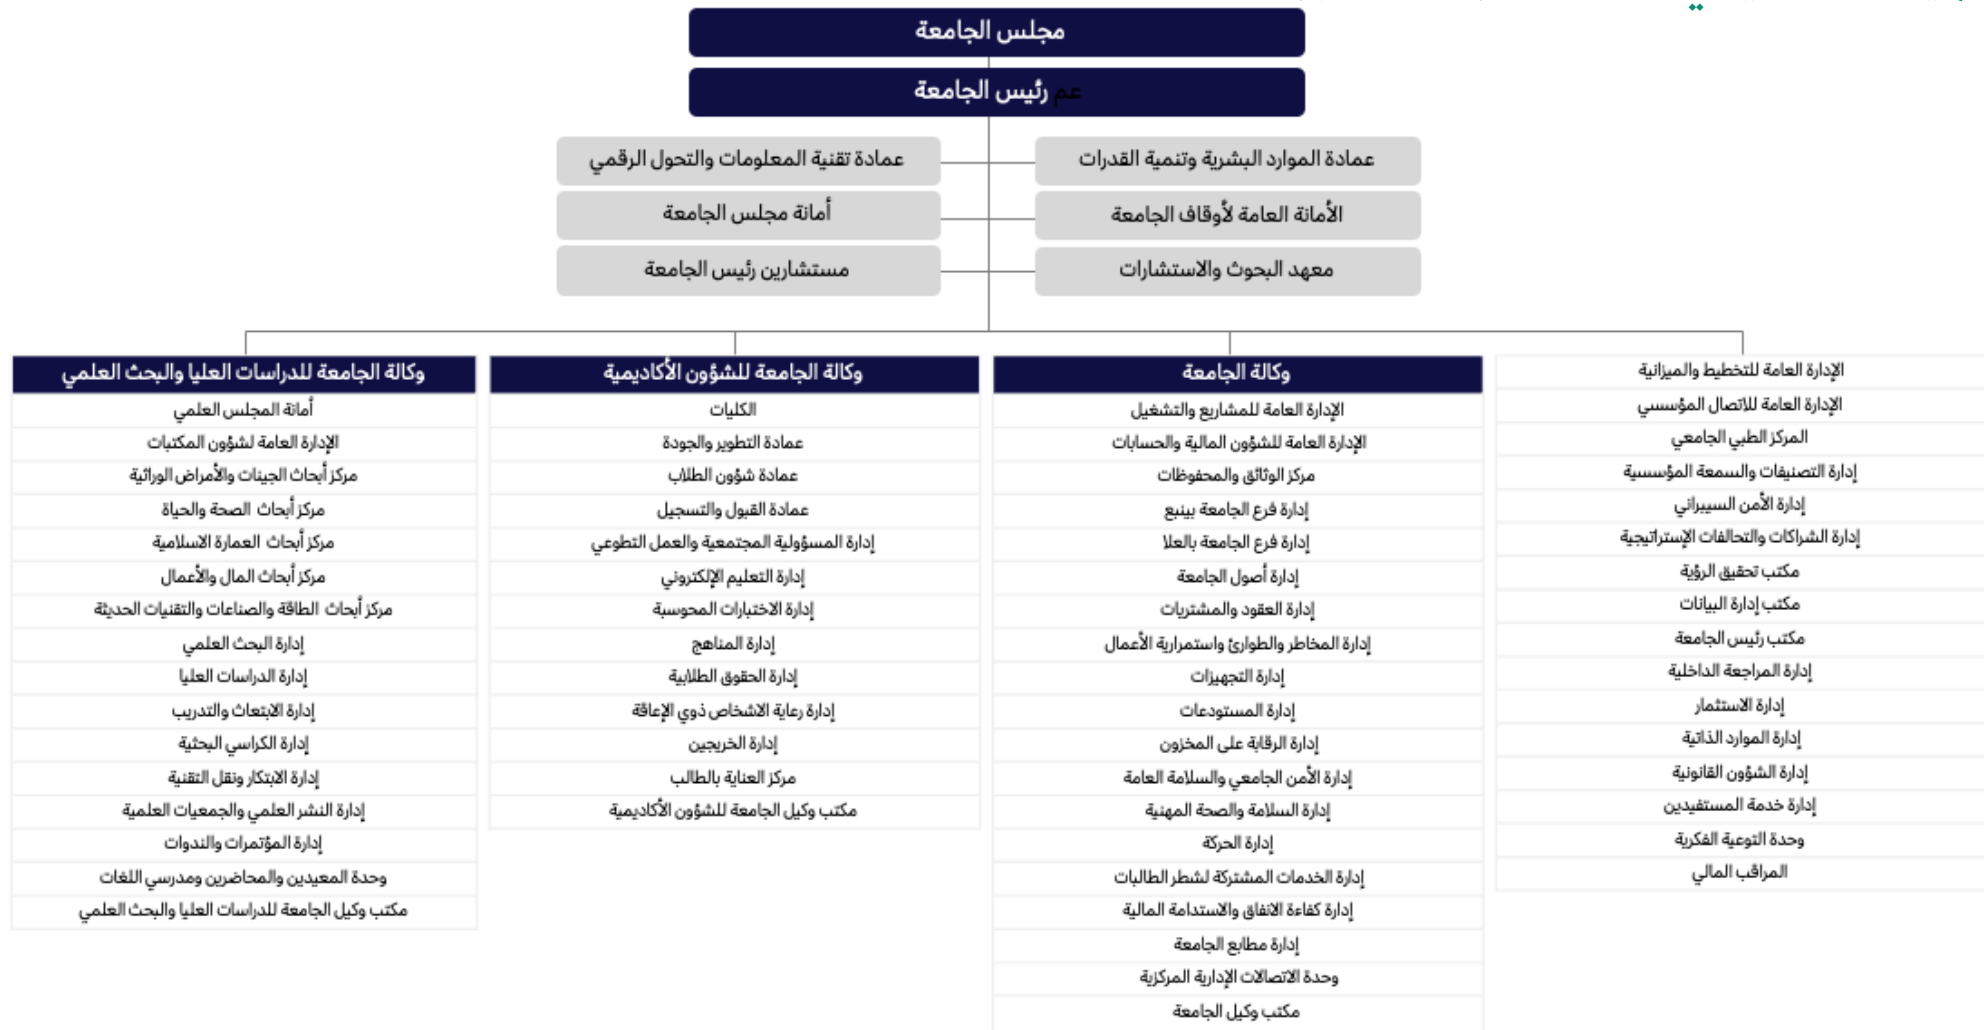 مجلس الجامعة
عم رئيس الجامعة
عمادة الموارد البشرية وتنمية القدرات
عمادة تقنية المعلومات والتحول الرقمي
الأمانة العامة لأوقاف الجامعة
أمانة مجلس الجامعة
معهد البحوث والاستشارات
مستشارين رئيس الجامعة
الإدارة العامة للتخطيط والميزانية
الإدارة العامة للاتصال المؤسسي
المركز الطبي الجامعي
إدارة التصنيفات والسمعة المؤسسية
إدارة الأمن السيبراني
إدارة الشراكات والتحالفات الإستراتيجية
مكتب تحقيق الرؤية
مكتب إدارة البيانات
مكتب رئيس الجامعة
إدارة المراجعة الداخلية
إدارة الاستثمار
إدارة الموارد الذاتية
إدارة الشؤون القانونية
إدارة خدمة المستفيدين
وحدة التوعية الفكرية
المراقب المالي
وكالة الجامعة
الإدارة العامة للمشاريع والتشغيل
الإدارة العامة للشؤون المالية والحسابات
مركز الوثائق والمحفوظات
إدارة فرع الجامعة بينبع
إدارة فرع الجامعة بالعلا
إدارة أصول الجامعة
إدارة العقود والمشتريات
إدارة المخاطر والطوارئ واستمرارية الأعمال
إدارة التجهيزات
إدارة المستودعات
إدارة الرقابة على المخزون
إدارة الأمن الجامعي والسلامة العامة
إدارة السلامة والصحة المهنية
إدارة الحركة
إدارة الخدمات المشتركة لشطر الطالبات
إدارة كفاءة الانفاق والاستدامة المالية
إدارة مطابع الجامعة
وحدة الاتصالات الإدارية المركزية
مكتب وكيل الجامعة
وكالة الجامعة للشؤون الأكاديمية
الكليات
عمادة التطوير والجودة
عمادة شؤون الطلاب
عمادة القبول والتسجيل
إدارة المسؤولية المجتمعية والعمل التطوعي
إدارة التعليم الإلكتروني
إدارة الاختبارات المحوسبة
إدارة المناهج
إدارة الحقوق الطلابية
إدارة رعاية الاشخاص ذوي الإعاقة
إدارة الخريجين
مركز العناية بالطالب
مكتب وكيل الجامعة للشؤون الأكاديمية
وكالة الجامعة للدراسات العليا والبحث العلمي
أمانة المجلس العلمي
الإدارة العامة لشؤون المكتبات
مركز أبحاث الجينات والأمراض الوراثية
مركز أبحاث الصحة والحياة
مركز أبحاث العمارة الاسلامية
مركز أبحاث المال والأعمال
مركز أبحاث الطاقة والصناعات والتقنيات الحديثة
إدارة البحث العلمي
إدارة الدراسات العليا
إدارة الابتعاث والتدريب
إدارة الكراسي البحثية
إدارة الابتكار ونقل التقنية
إدارة النشر العلمي والجمعيات العلمية
إدارة المؤتمرات والندوات
وحدة المعيدين والمحاضرين ومدرسي اللغات
مكتب وكيل الجامعة للدراسات العليا والبحث العلمي